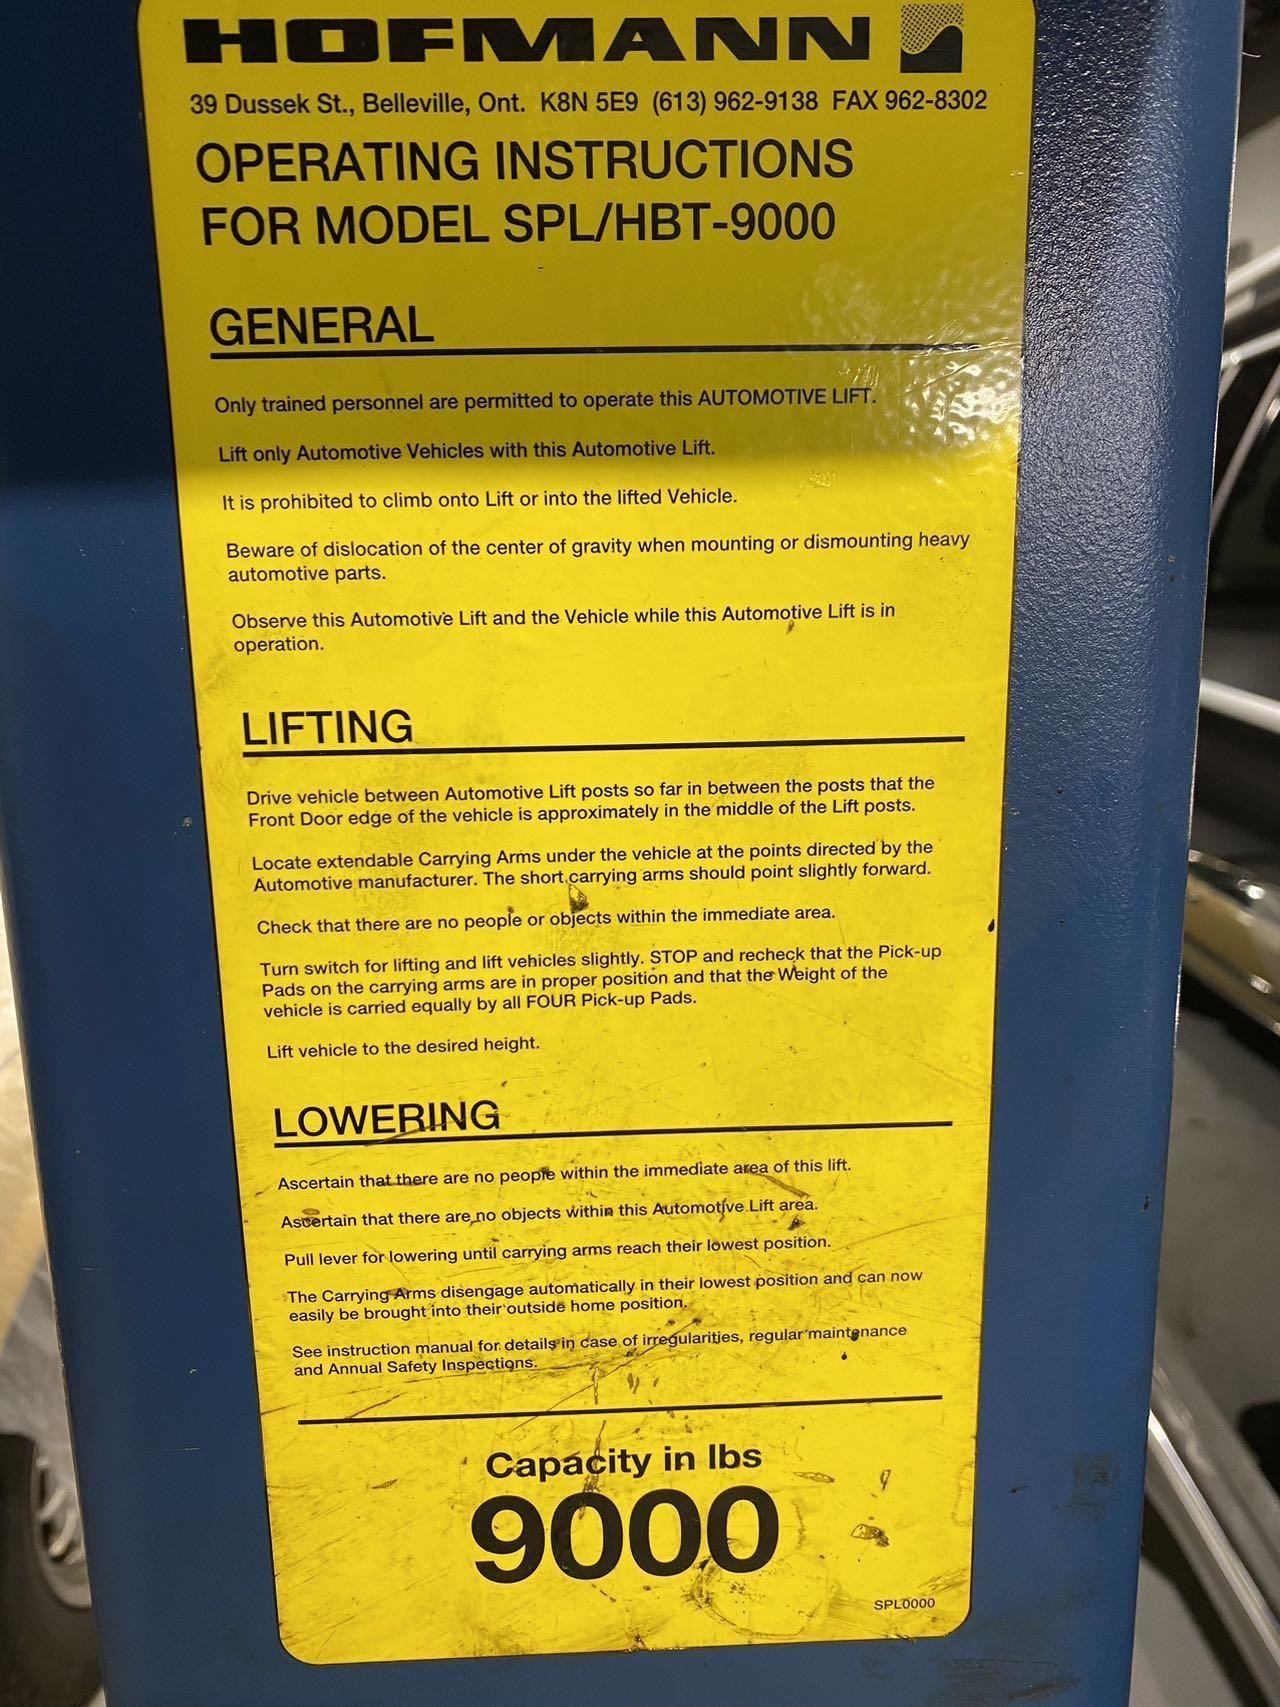 HOFMANN
39 Dussek St., Belleville, Ont. K8N 5E9 (613) 962-9138 FAX 962-8302
OPERATING INSTRUCTIONS
FOR MODEL SPL/HBT-9000
GENERAL
Only trained personnel are permitted to operate this AUTOMOTIVE LIFT.
Lift only Automotive Vehicles with this Automotive Lift.
It is prohibited to climb onto Lift or into the lifted Vehicle.
Beware of dislocation of the center of gravity when mounting or dismounting heavy
automotive parts.
Observe this Automotive Lift and the Vehicle while this Automotive Lift is in
operation.
LIFTING
Drive vehicle between Automotive Lift posts so far in between the posts that the
Front Door edge of the vehicle is approximately in the middle of the Lift posts.
Locate extendable Carrying Arms under the vehicle at the points directed by the
Automotive manufacturer. The short carrying arms should point slightly forward.
Check that there are no people or objects within the immediate area.
Turn switch for lifting and lift vehicles slightly. STOP and recheck that the Pick-up
Pads on the carrying arms are in proper position and that the Weight of the
vehicle is carried equally by all FOUR Pick-up Pads.
Lift vehicle to the desired height.
LOWERING
Ascertain that there are no people within the immediate area of this lift.
Ascertain that there are no objects within this Automotive Lift area.
Pull lever for lowering until carrying arms reach their lowest position.
The Carrying Arms disengage automatically in their lowest position and can now
easily be brought into their outside home position.
See instruction manual for details in case of irregularities, regular maintenance
and Annual Safety Inspections.
Capacity in lbs
9000
SPL0000